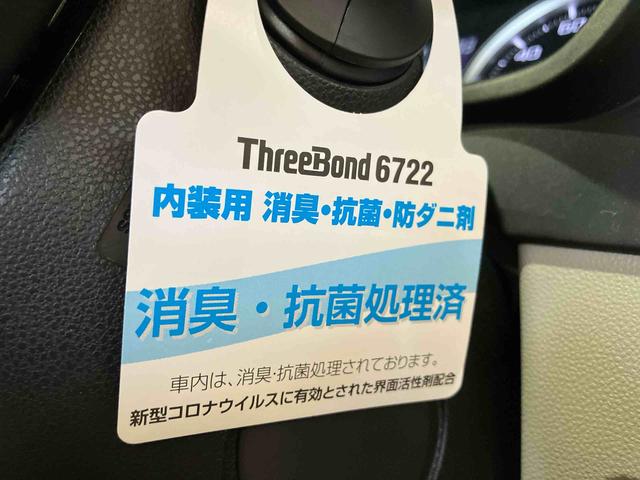 ThreeBond 6722
内装用 消臭・抗菌・防ダニ剤
消臭・抗菌処理済
車内は、消臭・抗菌処理されております。
新型コロナウイルスに有効とされた界面活性剤配合
40
60